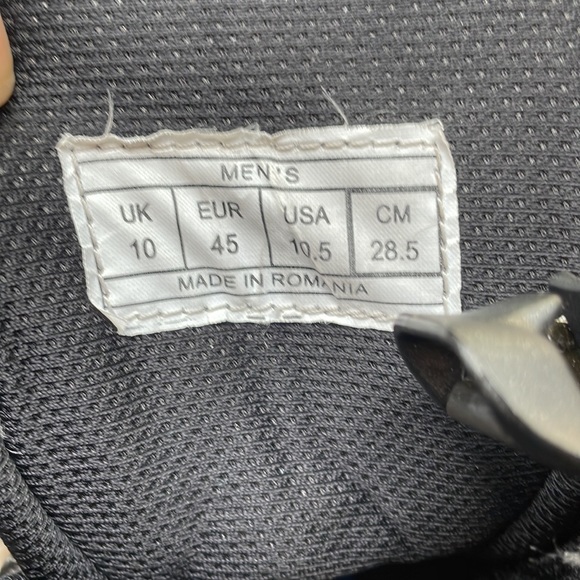 MEN'S
UK EUR USA CM
10 45 10.5 28.5
MADE IN ROMANIA